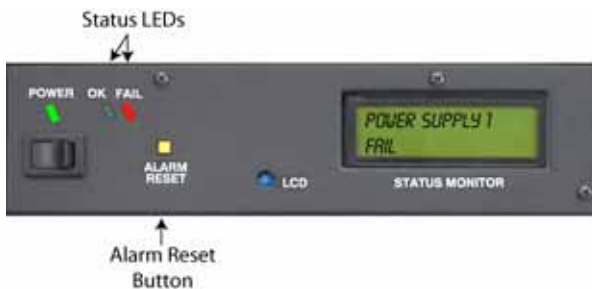 Status LEDs
POWER OK FAIL
POWER SUPPLY 1
FAIL
ALARM
RESET
LCD
STATUS MONITOR
Alarm Reset
Button